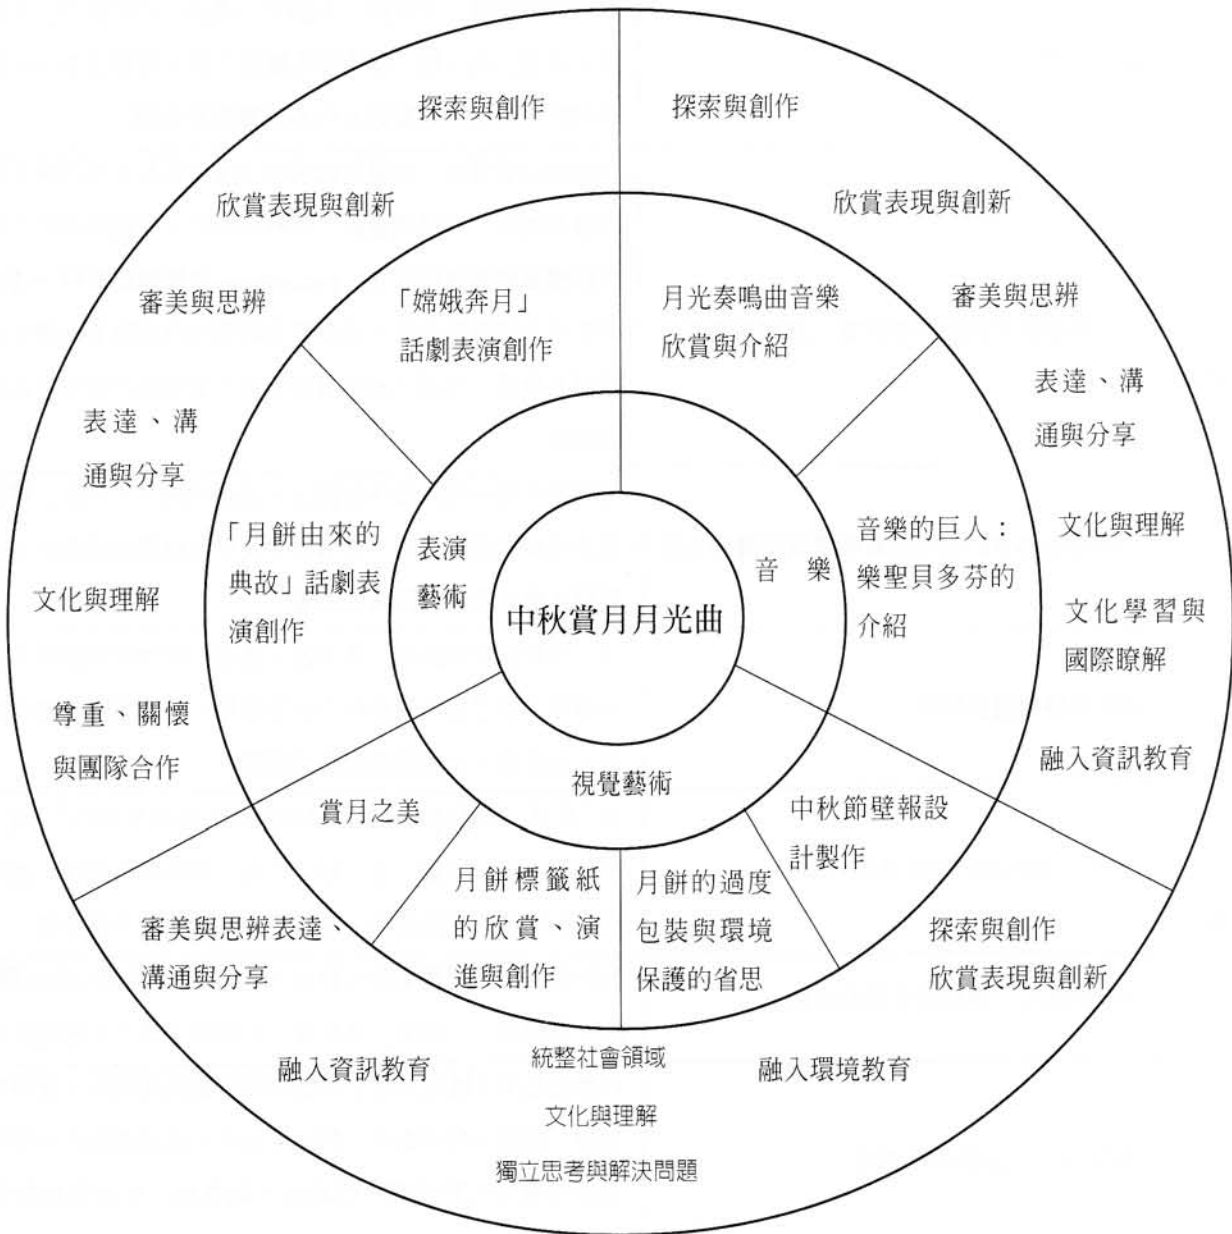 探索與創作
探索與創作
欣賞表現與創新
欣賞表現與創新
審美與思辨
「嫦娥奔月」
話劇表演創作
月光奏鳴曲音樂
欣賞與介紹
審美與思辨
表達、溝
通與分享
表達、溝
通與分享
「月餅由來的
典故」話劇表
演創作
表演
藝術
音樂
音樂的巨人：
樂聖貝多芬的
介紹
文化與理解
文化與理解
中秋賞月月光曲
文化學習與
國際瞭解
尊重、關懷
與團隊合作
融入資訊教育
視覺藝術
賞月之美
中秋節壁報設
計製作
月餅標籤紙
的欣賞、演
進與創作
月餅的過度
包裝與環境
保護的省思
審美與思辨表達、
溝通與分享
探索與創作
欣賞表現與創新
融入資訊教育
統整社會領域
融入環境教育
文化與理解
獨立思考與解決問題